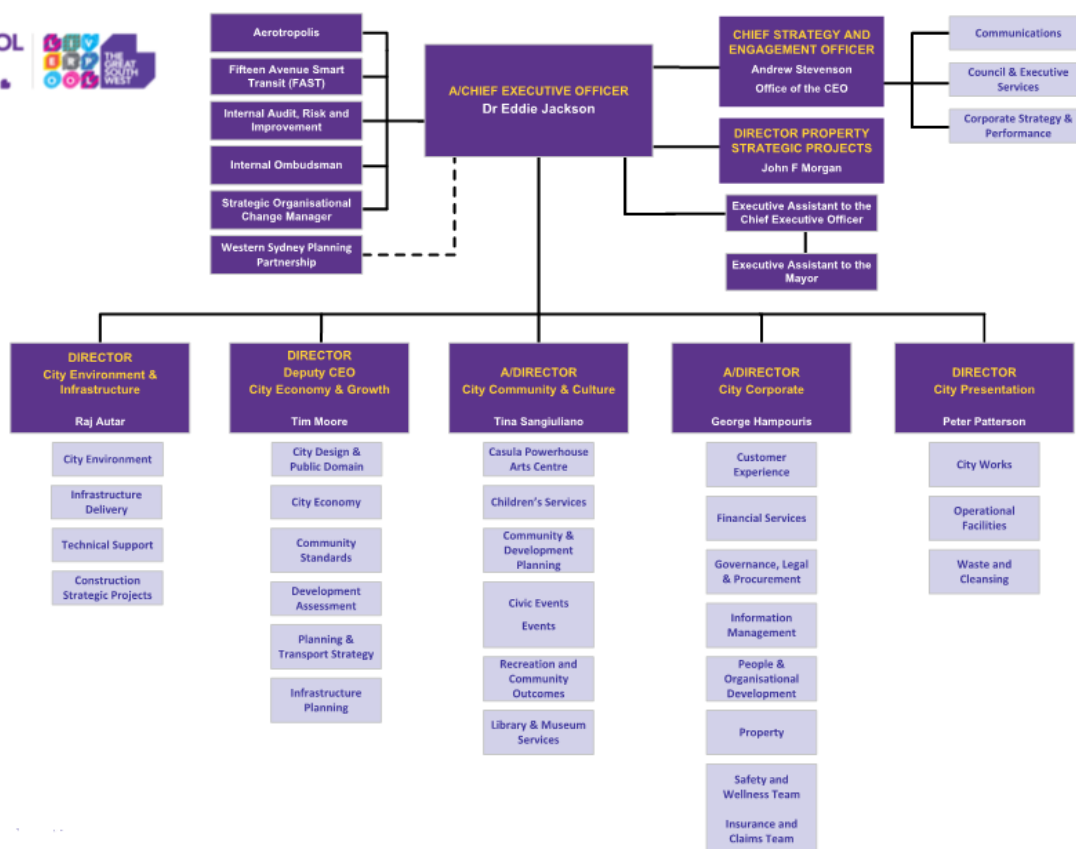 OL
LIV
ERP
OOL
THE
GREAT
SOUTH
WEST
Aerotropolis
Fifteen Avenue Smart
Transit (FAST)
Internal Audit, Risk and
Improvement
Internal Ombudsman
Strategic Organisational
Change Manager
Western Sydney Planning
Partnership
A/CHIEF EXECUTIVE OFFICER
Dr Eddie Jackson
CHIEF STRATEGY AND
ENGAGEMENT OFFICER
Andrew Stevenson
Office of the CEO
DIRECTOR PROPERTY
STRATEGIC PROJECTS
John F Morgan
Executive Assistant to the
Chief Executive Officer
Executive Assistant to the
Mayor
Communications
Council & Executive
Services
Corporate Strategy &
Performance
DIRECTOR
City Environment &
Infrastructure
Raj Autar
City Environment
Infrastructure
Delivery
Technical Support
Construction
Strategic Projects
DIRECTOR
Deputy CEO
City Economy & Growth
Tim Moore
City Design &
Public Domain
City Economy
Community
Standards
Development
Assessment
Planning &
Transport Strategy
Infrastructure
Planning
A/DIRECTOR
City Community & Culture
Tina Sangiuliano
Casula Powerhouse
Arts Centre
Children's Services
Community &
Development
Planning
Civic Events
Events
Recreation and
Community
Outcomes
Library & Museum
Services
A/DIRECTOR
City Corporate
George Hampouris
Customer
Experience
Financial Services
Governance, Legal
& Procurement
Information
Management
People &
Organisational
Development
Property
Safety and
Wellness Team
Insurance and
Claims Team
DIRECTOR
City Presentation
Peter Patterson
City Works
Operational
Facilities
Waste and
Cleansing